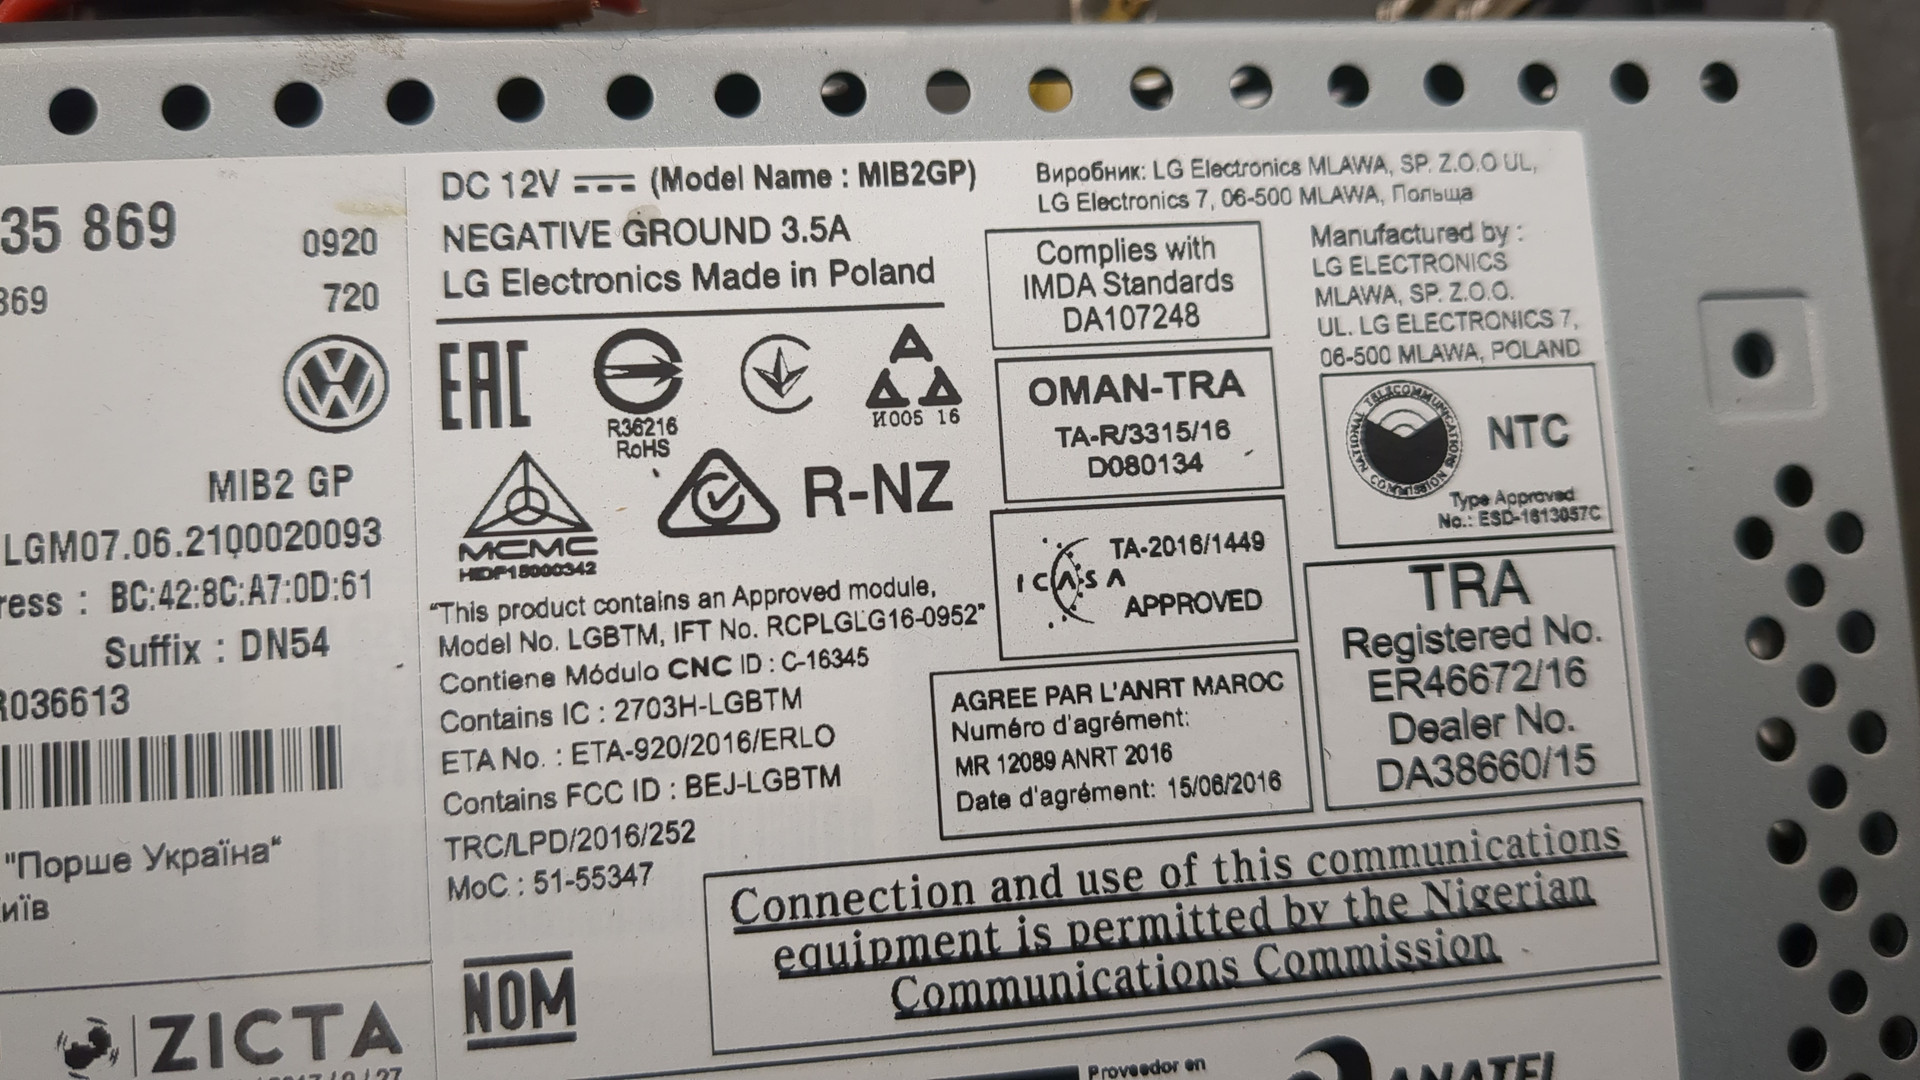 35 869
0920
869
720
MIB2 GP
LGM07.06.2100020093
ress : BC:42:8C:A7:0D:61
Suffix : DN54
R036613
"Порше Україна“
иїв
ZICTA
DC 12V (Model Name : MIB2GP)
NEGATIVE GROUND 3.5A
LG Electronics Made in Poland
EAC
R36216
RoHS
И005 16
MCMC
HIDF15000342
R-NZ
“This product contains an Approved module,
Model No. LGBTM, IFT No. RCPLGLG16-0952”
Contiene Módulo CNC ID : C-16345
Contains IC : 2703H-LGBTM
ETA No. : ETA-920/2016/ERLO
Contains FCC ID : BEJ-LGBTM
TRC/LPD/2016/252
MoC : 51-55347
NOM
Виробник: LG Electronics MLAWA, SP. Z.O.O UL,
LG Electronics 7, 06-500 MLAWA, Польща
Complies with
IMDA Standards
DA107248
OMAN-TRA
TA-R/3315/16
D080134
ICASA
TA-2016/1449
APPROVED
AGREE PAR L'ANRT MAROC
Numéro d'agrément:
MR 12089 ANRT 2016
Date d'agrément: 15/06/2016
Manufactured by :
LG ELECTRONICS
MLAWA, SP. Z.O.O.
UL. LG ELECTRONICS 7,
06-500 MLAWA, POLAND
NATIONAL TELECOMMUNICATIONS COMMISSION
NTC
Type Approved
No.: ESD-1613057C
TRA
Registered No.
ER46672/16
Dealer No.
DA38660/15
Connection and use of this communications
equipment is permitted by the Nigerian
Communications Commission
Proveedor en
ANATEL